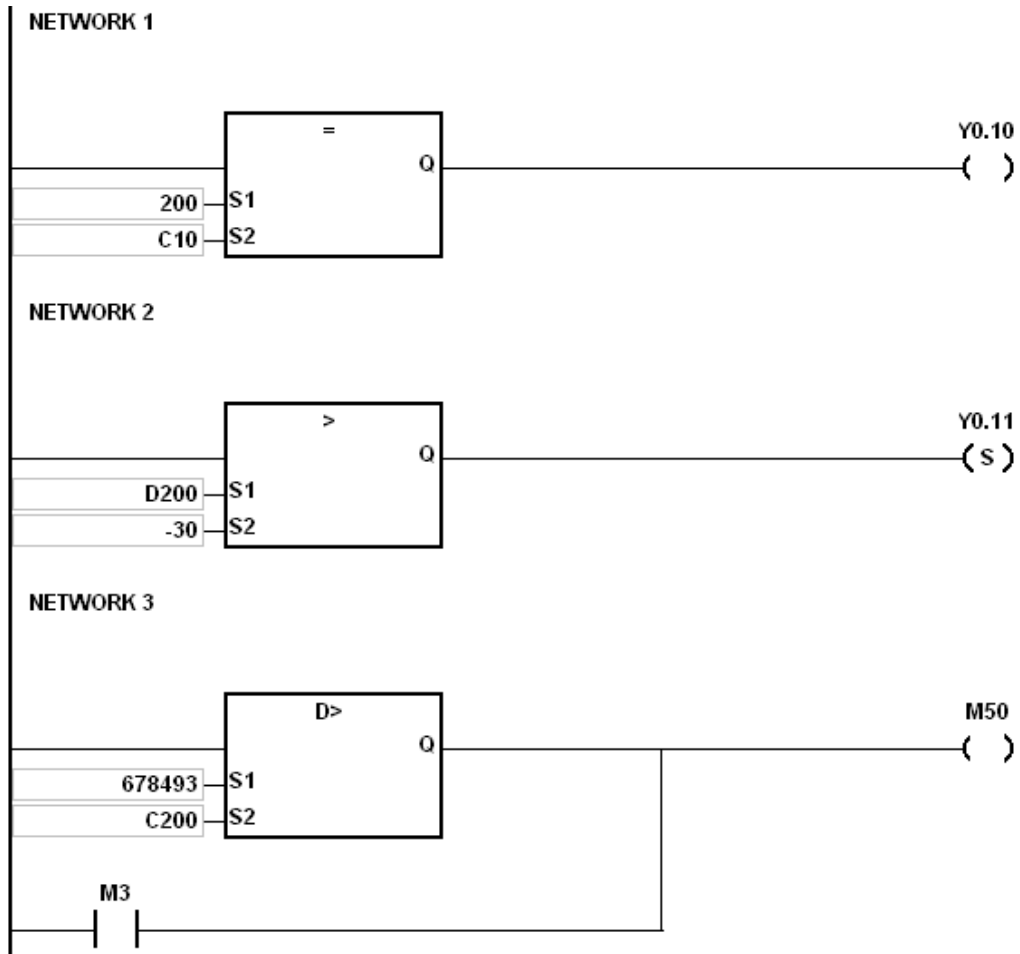 NETWORK 1
=
Y0.10
Q
( )
200 S1
C10 S2
NETWORK 2
>
Y0.11
Q
(S)
D200 S1
-30 S2
NETWORK 3
D>
M50
Q
( )
678493 S1
C200 S2
M3